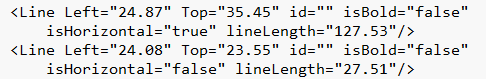 <Line Left="24.87" Top="35.45" id="" isBold="false"
isHorizontal="true" lineLength="127.53"/>
<Line Left="24.08" Top="23.55" id="" isBold="false"
isHorizontal="false" lineLength="27.51"/>